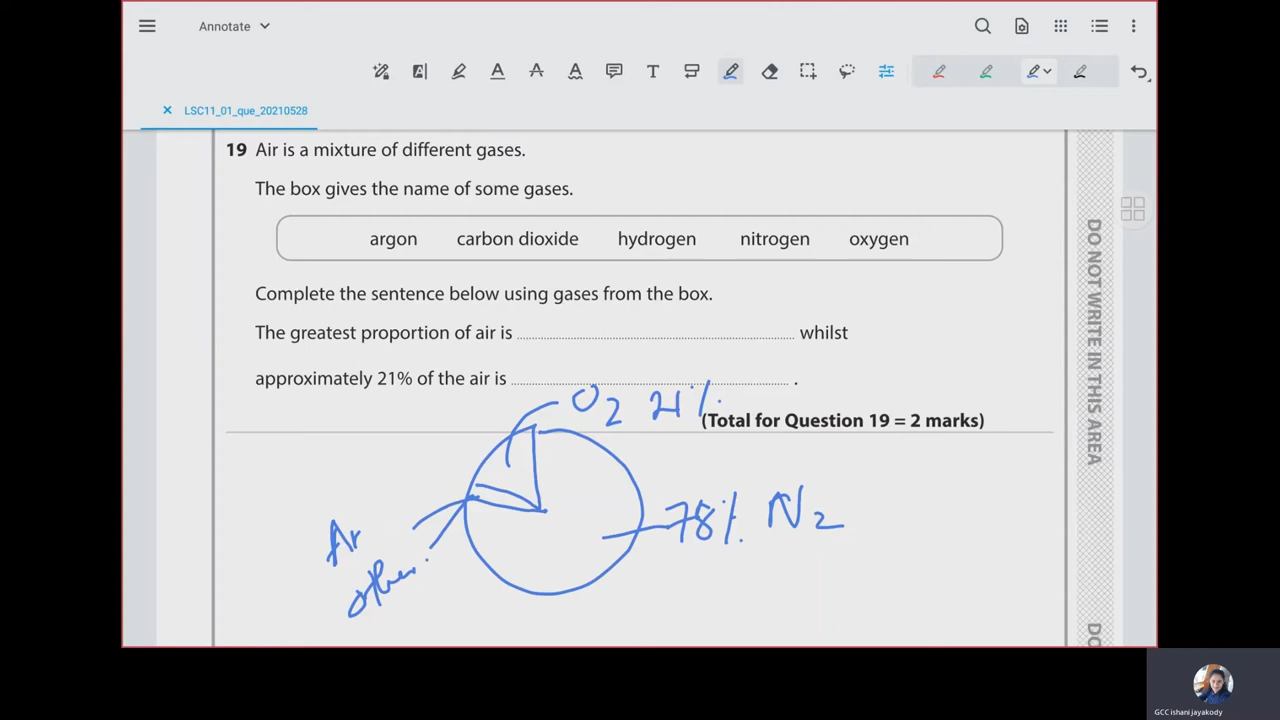 Annotate
LSC11_01_que_20210528
19 Air is a mixture of different gases.
The box gives the name of some gases.
argon carbon dioxide hydrogen nitrogen oxygen
Complete the sentence below using gases from the box.
The greatest proportion of air is ........................ whilst
approximately 21% of the air is ........................ .
O2 21%
(Total for Question 19 = 2 marks)
78% N2
Ar
other.
DO NOT WRITE IN THIS AREA
DO
GCC ishani jayakody